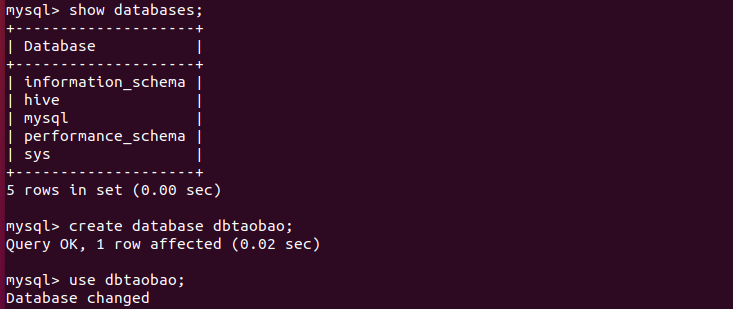 mysql> show databases;
+--------------------+
| Database           |
+--------------------+
| information_schema |
| hive               |
| mysql              |
| performance_schema |
| sys                |
+--------------------+
5 rows in set (0.00 sec)
mysql> create database dbtaobao;
Query OK, 1 row affected (0.02 sec)
mysql> use dbtaobao;
Database changed